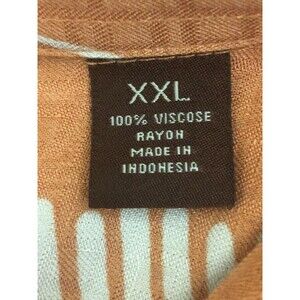 XXL
100% VISCOSE
RAYON
MADE IN
INDONESIA